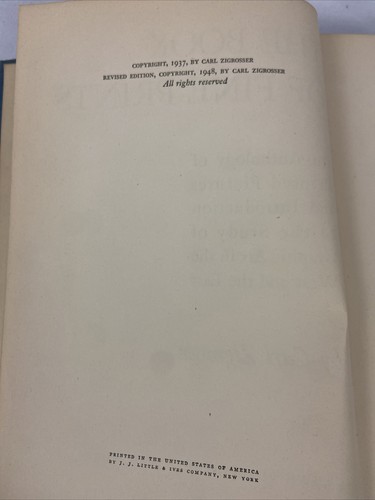 COPYRIGHT, 1937, BY CARL ZIGROSSER
REVISED EDITION, COPYRIGHT, 1948, BY CARL ZIGROSSER
All rights reserved
PRINTED IN THE UNITED STATES OF AMERICA
BY J. J. LITTLE & IVES COMPANY, NEW YORK